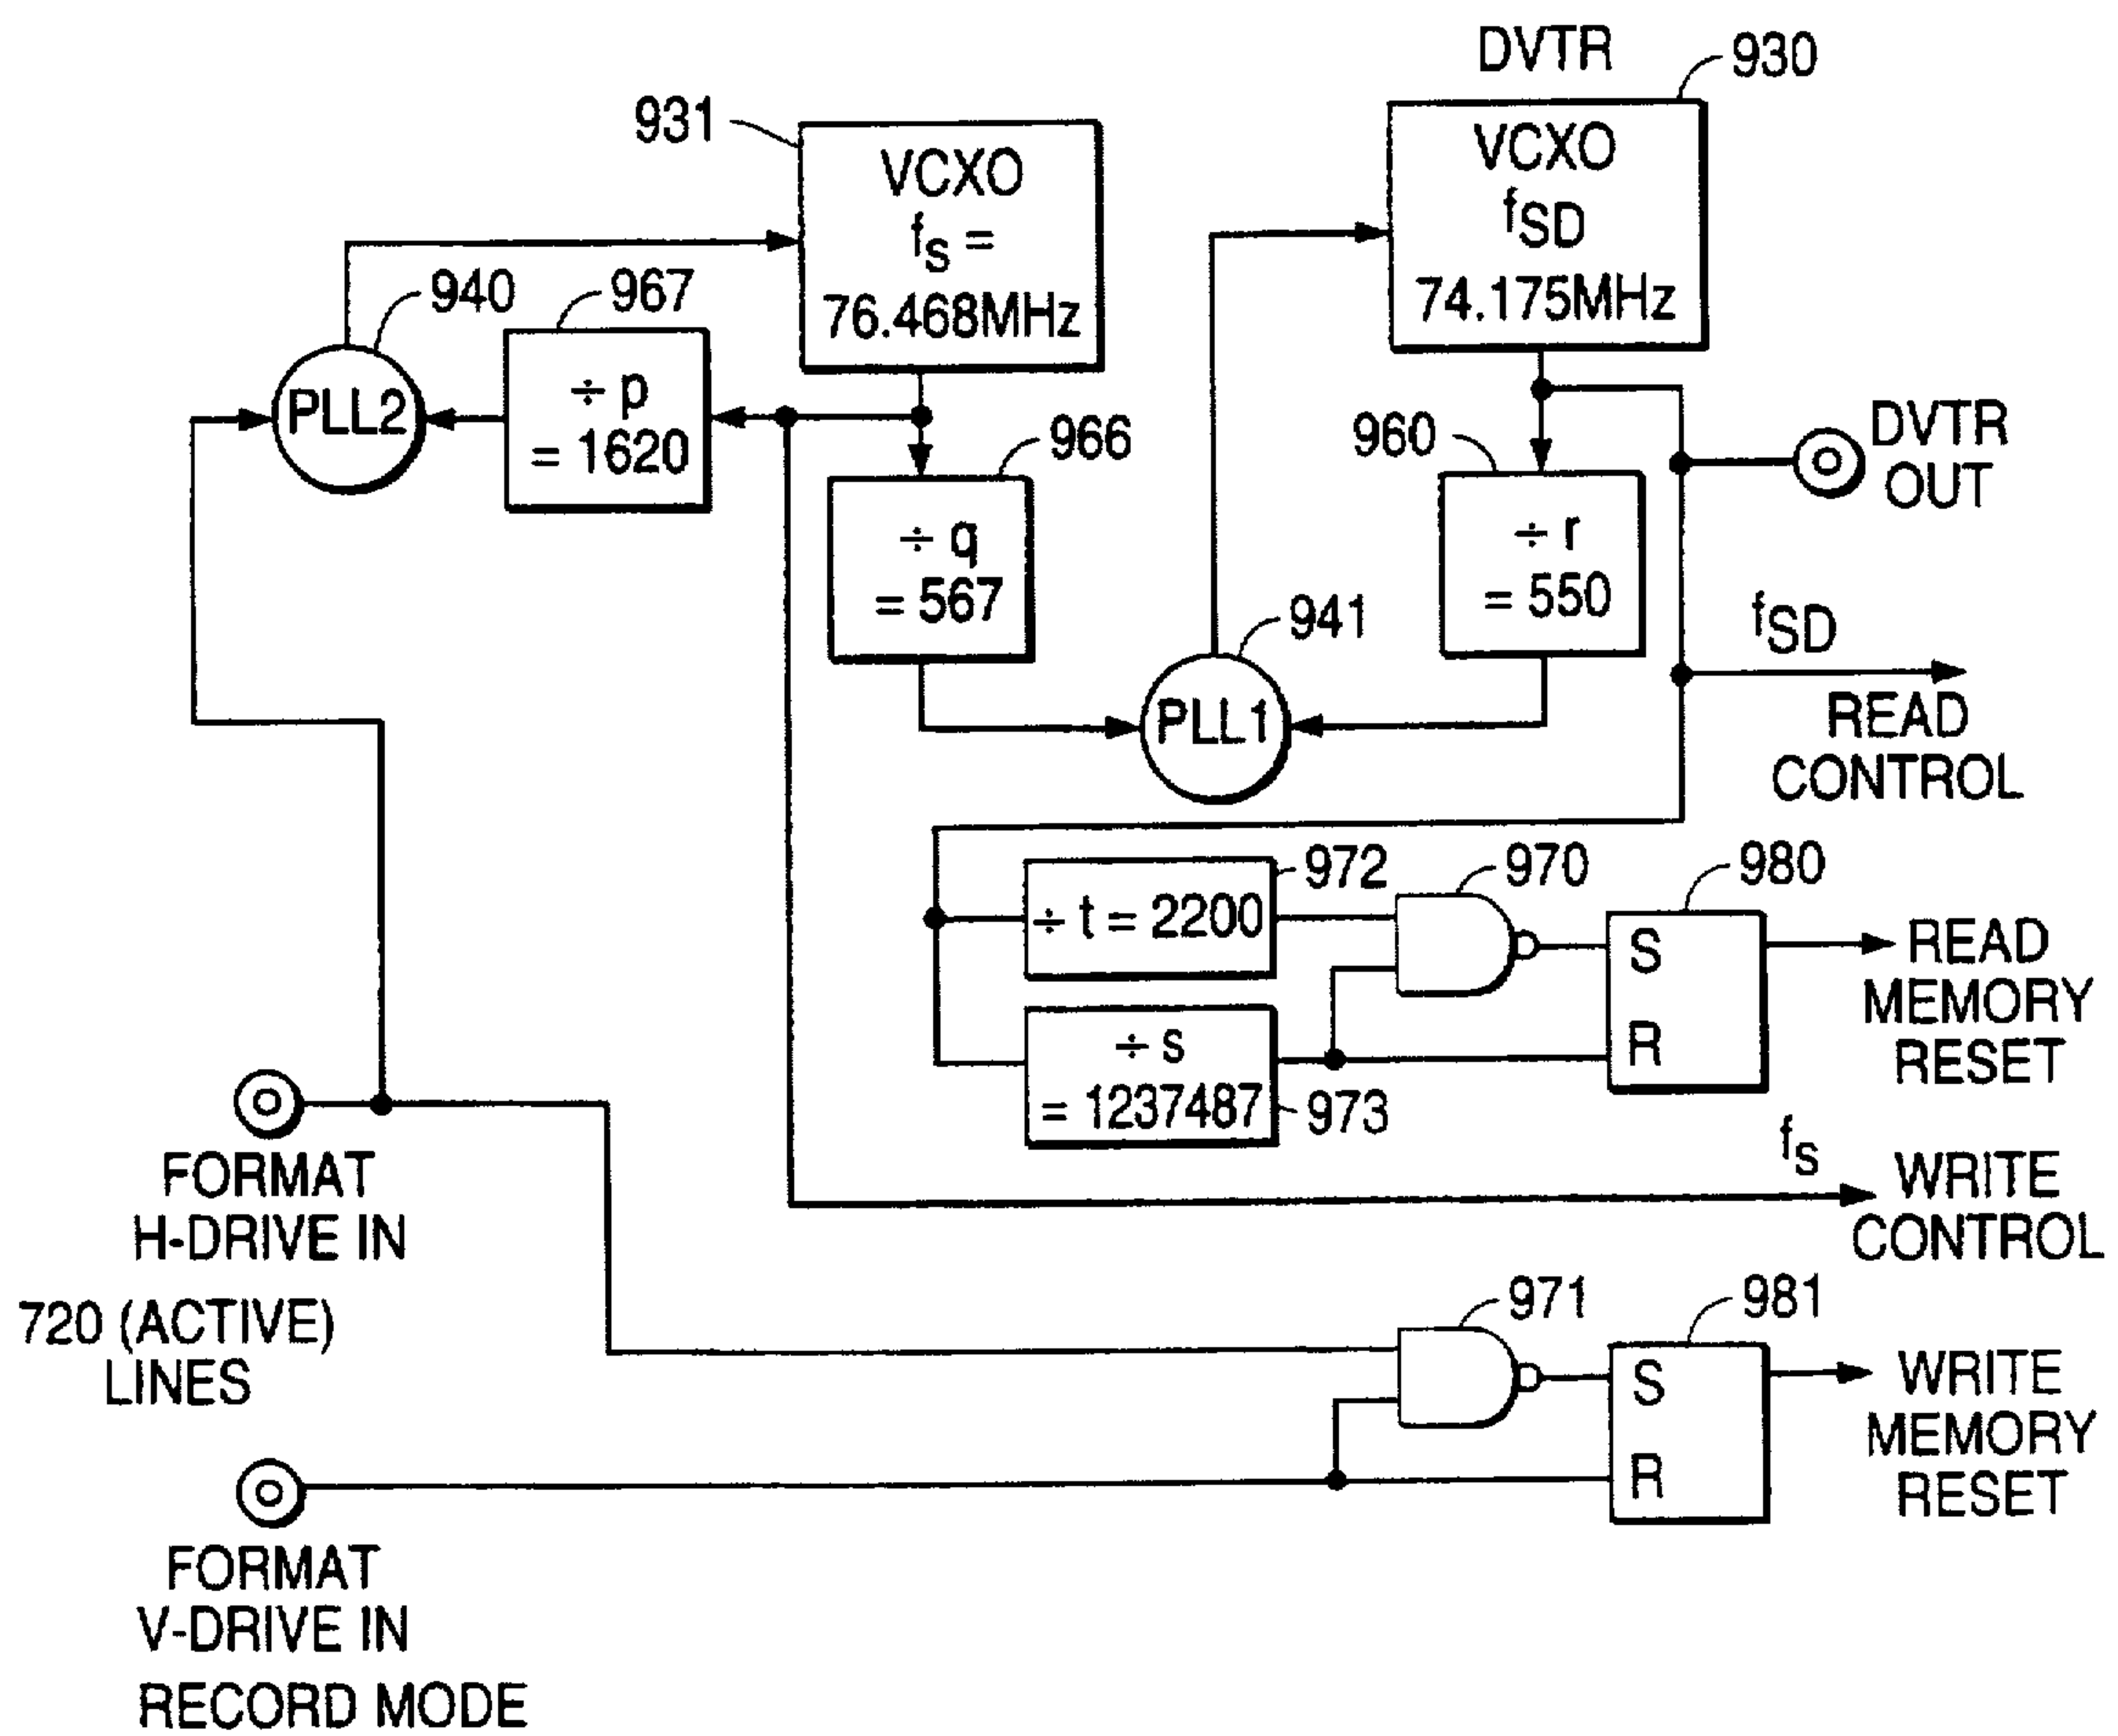 DVTR
930
931
VCXO
fS =
76.468MHz
VCXO
fSD
74.175MHz
940
967
PLL2
÷ p
= 1620
966
÷ q
= 567
960
÷ r
= 550
DVTR
OUT
941
PLL1
fSD
READ
CONTROL
972
÷ t = 2200
970
980
S
R
READ
MEMORY
RESET
÷ s
= 1237487
973
FORMAT
H-DRIVE IN
fS
WRITE
CONTROL
720 (ACTIVE)
LINES
971
981
S
R
WRITE
MEMORY
RESET
FORMAT
V-DRIVE IN
RECORD MODE